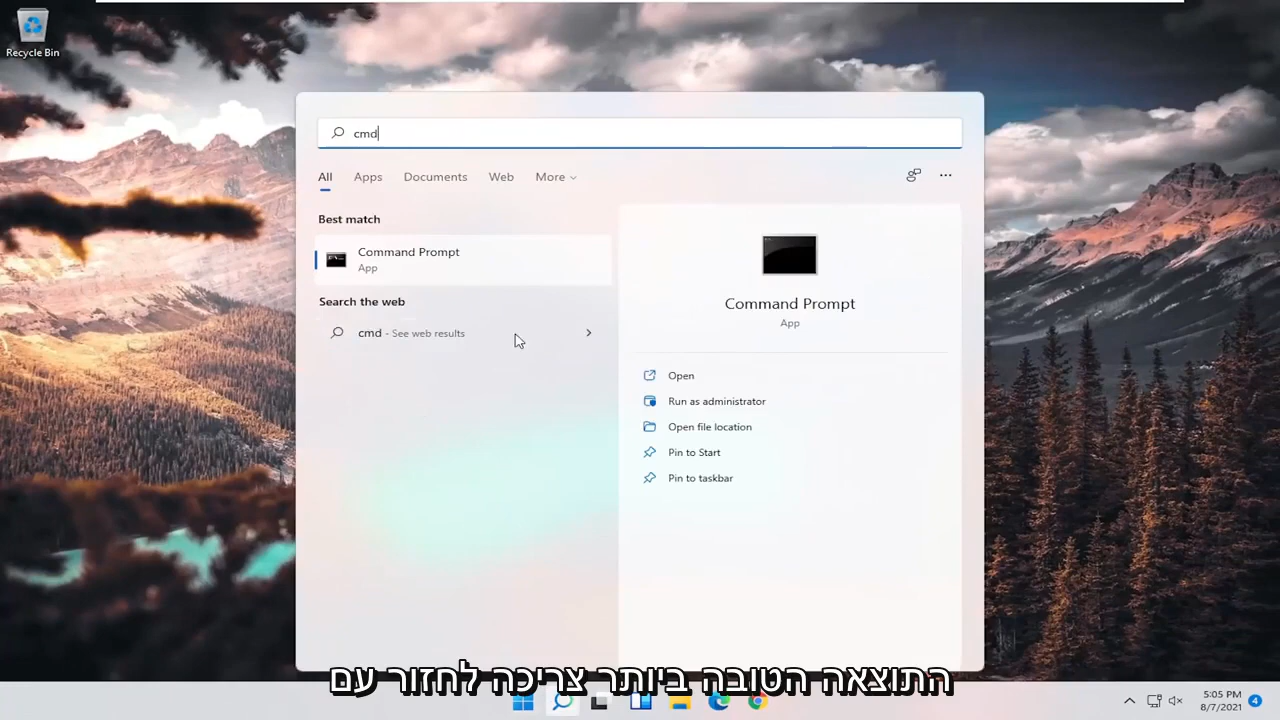 Recycle Bin
cmd
All Apps Documents Web More
Best match
Command Prompt
App
Search the web
cmd - See web results
Command Prompt
App
Open
Run as administrator
Open file location
Pin to Start
Pin to taskbar
התוצאה הטובה ביותר צריכה לחזור עם
5:05 PM
8/7/2021
4